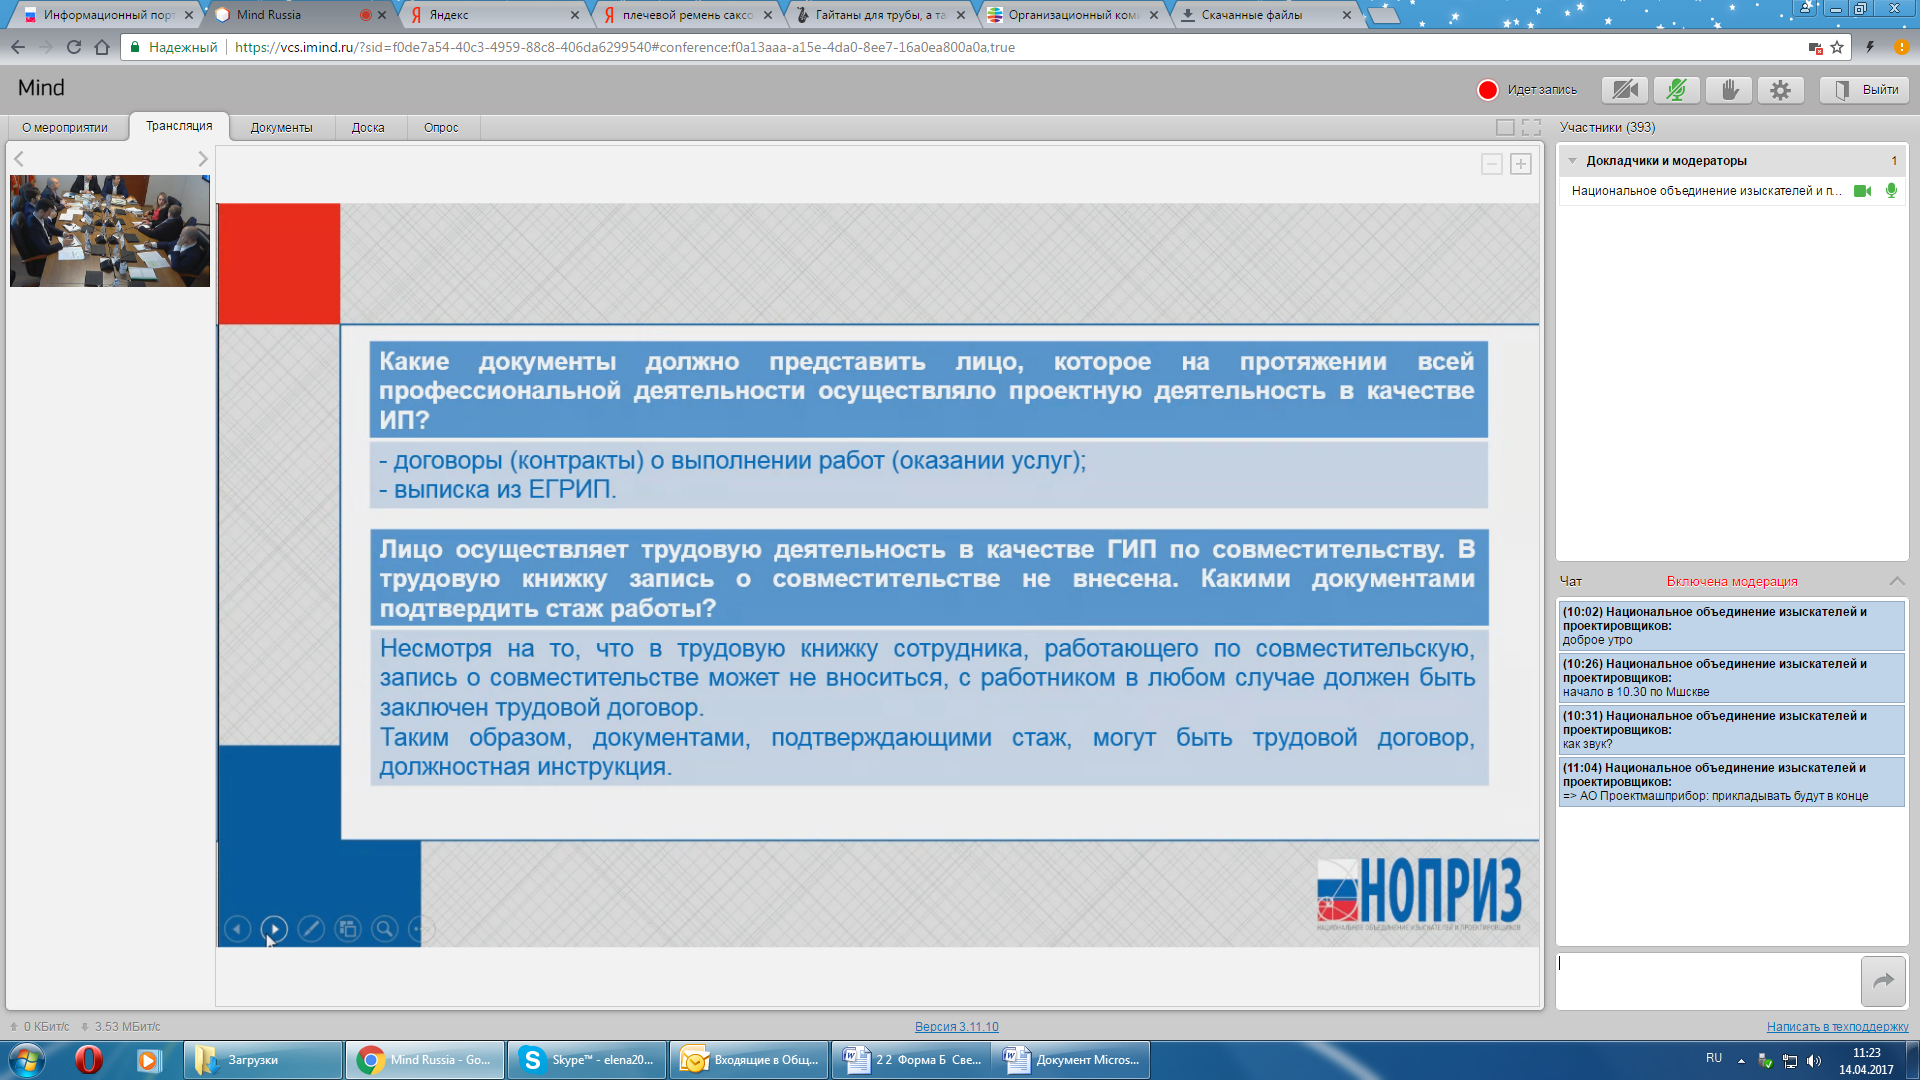 Информационный порт
Mind Russia
Яндекс
плечевой ремень саксо
Гайтаны для трубы, а та
Организационный ком
Скачанные файлы
Надежный
https://vcs.imind.ru/?sid=f0de7a54-40c3-4959-88c8-406da6299540#conference:f0a13aaa-a15e-4da0-8ee7-16a0ea800a0a,true
Mind
Идет запись
Выйти
О мероприятии
Трансляция
Документы
Доска
Опрос
Участники (393)
Докладчики и модераторы 1
Национальное объединение изыскателей и п...
Какие документы должно представить лицо, которое на протяжении всей
профессиональной деятельности осуществляло проектную деятельность в качестве
ИП?
- договоры (контракты) о выполнении работ (оказании услуг);
- выписка из ЕГРИП.
Лицо осуществляет трудовую деятельность в качестве ГИП по совместительству. В
трудовую книжку запись о совместительстве не внесена. Какими документами
подтвердить стаж работы?
Несмотря на то, что в трудовую книжку сотрудника, работающего по совместительскую,
запись о совместительстве может не вноситься, с работником в любом случае должен быть
заключен трудовой договор.
Таким образом, документами, подтверждающими стаж, могут быть трудовой договор,
должностная инструкция.
НОПРИЗ
НАЦИОНАЛЬНОЕ ОБЪЕДИНЕНИЕ ИЗЫСКАТЕЛЕЙ И ПРОЕКТИРОВЩИКОВ
Чат
Включена модерация
(10:02) Национальное объединение изыскателей и
проектировщиков:
доброе утро
(10:26) Национальное объединение изыскателей и
проектировщиков:
начало в 10.30 по Мшскве
(10:31) Национальное объединение изыскателей и
проектировщиков:
как звук?
(11:04) Национальное объединение изыскателей и
проектировщиков:
=> АО Проектмашприбор: прикладывать будут в конце
0 КБит/с
3.53 МБит/с
Версия 3.11.10
Написать в техподдержку
Загрузки
Mind Russia - Go...
Skype™ - elena20...
Входящие в Общ...
2 2 Форма Б Све...
Документ Micros...
RU
11:23
14.04.2017